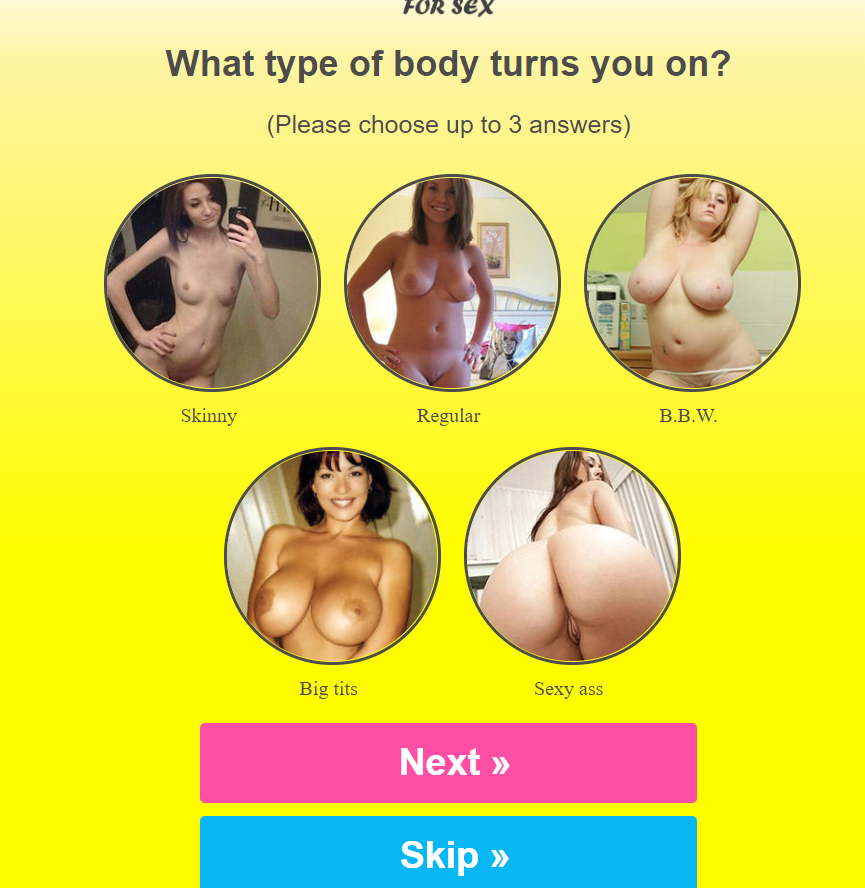 FOR SEX
What type of body turns you on?
(Please choose up to 3 answers)
Skinny
Regular
B.B.W.
Big tits
Sexy ass
Next »
Skip »